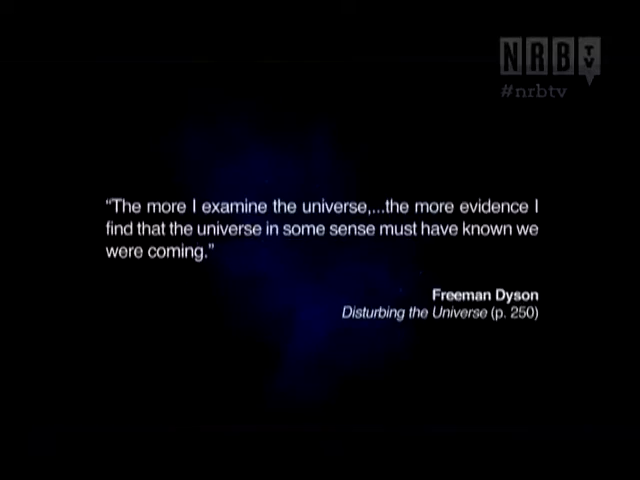 NRB TV
#nrbtv
“The more I examine the universe,...the more evidence I
find that the universe in some sense must have known we
were coming.”
Freeman Dyson
Disturbing the Universe (p. 250)